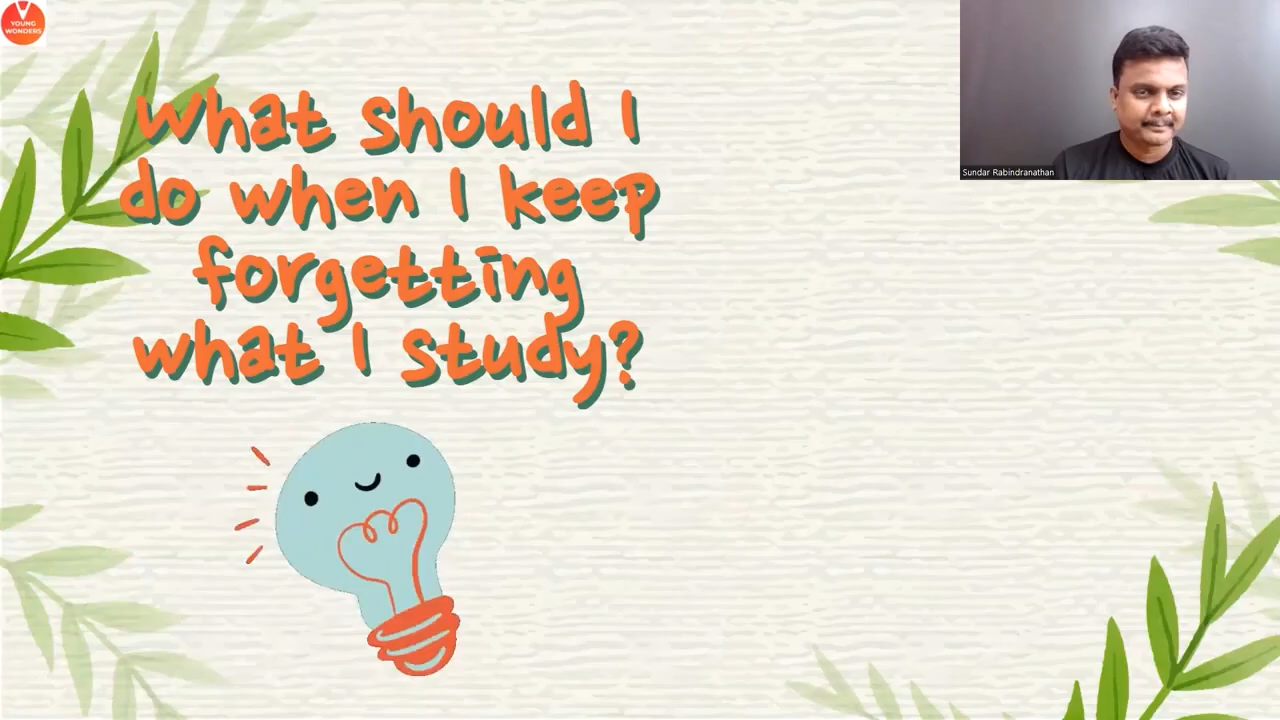 YOUNG
WONDERS
What should I
do when I keep
forgetting
what I study?
Sundar Rabindranathan